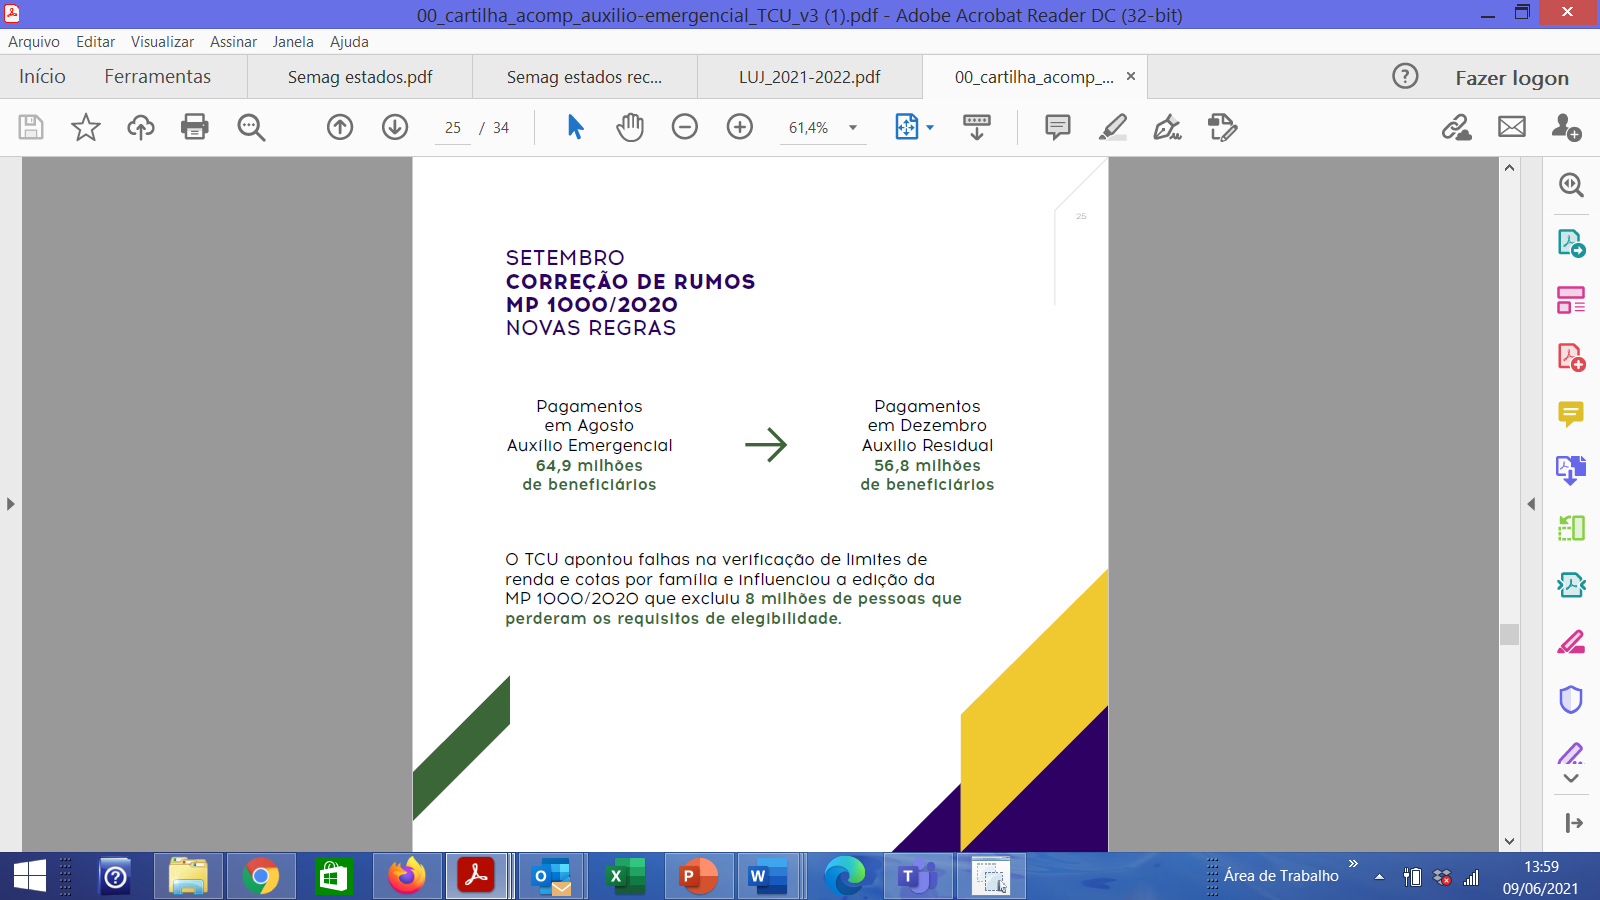 00_cartilha_acomp_auxilio-emergencial_TCU_v3 (1).pdf - Adobe Acrobat Reader DC (32-bit)
Arquivo Editar Visualizar Assinar Janela Ajuda
Início Ferramentas Semag estados.pdf Semag estados rec... LUJ_2021-2022.pdf 00_cartilha_acomp_... × Fazer logon
25 / 34 61,4%
25
SETEMBRO
CORREÇÃO DE RUMOS
MP 1000/2020
NOVAS REGRAS
Pagamentos
em Agosto
Auxílio Emergencial
64,9 milhões
de beneficiários
Pagamentos
em Dezembro
Auxilio Residual
56,8 milhões
de beneficiários
O TCU apontou falhas na verificação de limites de
renda e cotas por família e influenciou a edição da
MP 1000/2020 que excluiu 8 milhões de pessoas que
perderam os requisitos de elegibilidade.
Área de Trabalho
13:59
09/06/2021